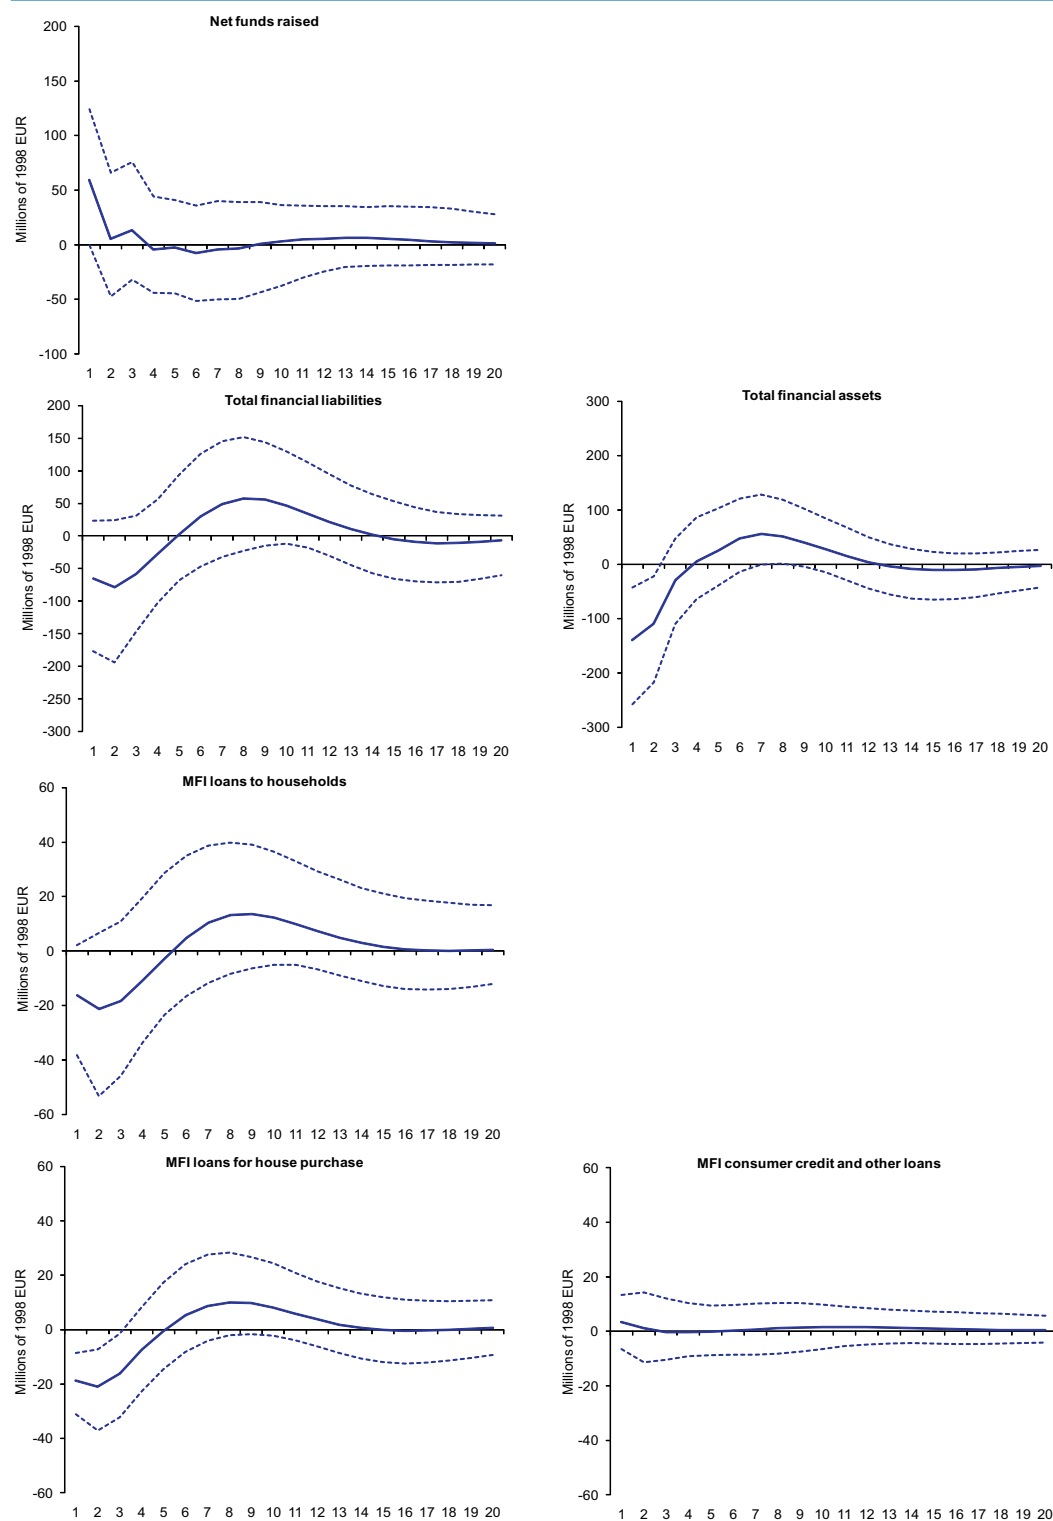 Net funds raised
Millions of 1998 EUR
200
150
100
50
0
-50
-100
1 2 3 4 5 6 7 8 9 10 11 12 13 14 15 16 17 18 19 20
Total financial liabilities
Millions of 1998 EUR
200
150
100
50
0
-50
-100
-150
-200
-250
-300
1 2 3 4 5 6 7 8 9 10 11 12 13 14 15 16 17 18 19 20
Total financial assets
Millions of 1998 EUR
300
200
100
0
-100
-200
-300
1 2 3 4 5 6 7 8 9 10 11 12 13 14 15 16 17 18 19 20
MFI loans to households
Millions of 1998 EUR
60
40
20
0
-20
-40
-60
1 2 3 4 5 6 7 8 9 10 11 12 13 14 15 16 17 18 19 20
MFI loans for house purchase
Millions of 1998 EUR
60
40
20
0
-20
-40
-60
1 2 3 4 5 6 7 8 9 10 11 12 13 14 15 16 17 18 19 20
MFI consumer credit and other loans
Millions of 1998 EUR
60
40
20
0
-20
-40
-60
1 2 3 4 5 6 7 8 9 10 11 12 13 14 15 16 17 18 19 20